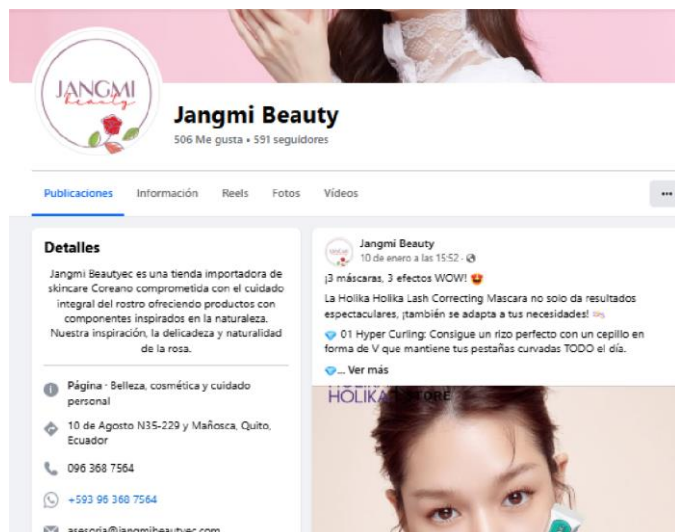 JANGMI
beauty
Jangmi Beauty
506 Me gusta • 591 seguidores
Publicaciones
Información
Reels
Fotos
Vídeos
Detalles
Jangmi Beautyec es una tienda importadora de
skincare Coreano comprometida con el cuidado
integral del rostro ofreciendo productos con
componentes inspirados en la naturaleza.
Nuestra inspiración, la delicadeza y naturalidad
de la rosa.
Página · Belleza, cosmética y cuidado
personal
10 de Agosto N35-229 y Mañosca, Quito,
Ecuador
096 368 7564
+593 96 368 7564
asesoria@jangmibeautyec.com
Jangmi Beauty
10 de enero a las 15:52 ·
¡3 máscaras, 3 efectos WOW!
La Holika Holika Lash Correcting Mascara no solo da resultados
espectaculares, ¡también se adapta a tus necesidades!
01 Hyper Curling: Consigue un rizo perfecto con un cepillo en
forma de V que mantiene tus pestañas curvadas TODO el día.
... Ver más
HOLIKA